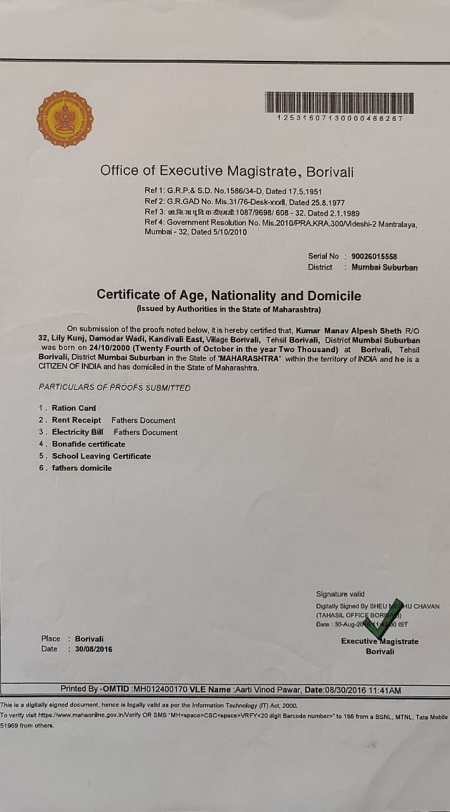 12531607130000468267
Office of Executive Magistrate, Borivali
Ref 1: G.R.P.& S.D. No.1586/34-D, Dated 17.5.1951
Ref 2: G.R.GAD No. Mis.31/76-Desk-xxxii, Dated 25.8.1977
Ref 3: 1087/9698/ 608 - 32. Dated 2.1.1989
Ref 4: Government Resolution No. Mis.2010/PRA.KRA.300/Videshi-2 Mantralaya,
Mumbai - 32, Dated 5/10/2010
Serial No : 90026015558
District : Mumbai Suburban
Certificate of Age, Nationality and Domicile
(Issued by Authorities in the State of Maharashtra)
On submission of the proofs noted below, it is hereby certified that, Kumar Manav Alpesh Sheth R/O
32, Lily Kunj, Damodar Wadi, Kandivali East, Village Borivali, Tehsil Borivali, District Mumbai Suburban
was born on 24/10/2000 (Twenty Fourth of October in the year Two Thousand) at Borivali, Tehsil
Borivali, District Mumbai Suburban in the State of "MAHARASHTRA" within the territory of INDIA and he is a
CITIZEN OF INDIA and has domiciled in the State of Maharashtra.
PARTICULARS OF PROOFS SUBMITTED
1 . Ration Card
2 . Rent Receipt Fathers Document
3 . Electricity Bill Fathers Document
4 . Bonafide certificate
5 . School Leaving Certificate
6 . fathers domicile
Signature valid
Digitally Signed By SHEU CHAVAN
(TAHASIL OFFICE
Date : 30-Aug- IST
Place : Borivali
Executive Magistrate
Date : 30/08/2016
Borivali
Printed By -OMTID :MH012400170 VLE Name :Aarti Vinod Pawar, Date:08/30/2016 11:41AM
This is a digitally signed document, hence is legally valid as per the Information Technology (IT) Act, 2000.
To verify visit https://www.mahaonline.gov.in/Verify OR SMS "MH<space>CSC<space>VRFY<20 digit Barcode number>" to 166 from a BSNL, MTNL, Tata Mobile
51969 from others.